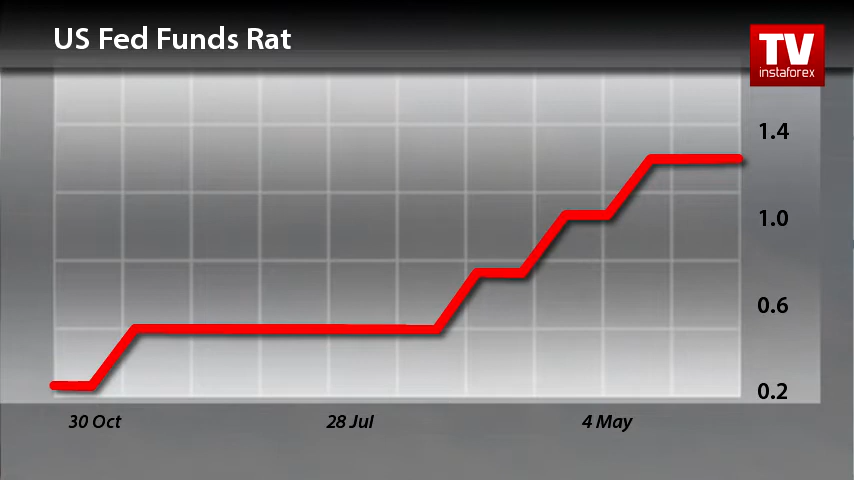 US Fed Funds Rat
TV
instaforex
1.4
1.0
0.6
0.2
30 Oct
28 Jul
4 May